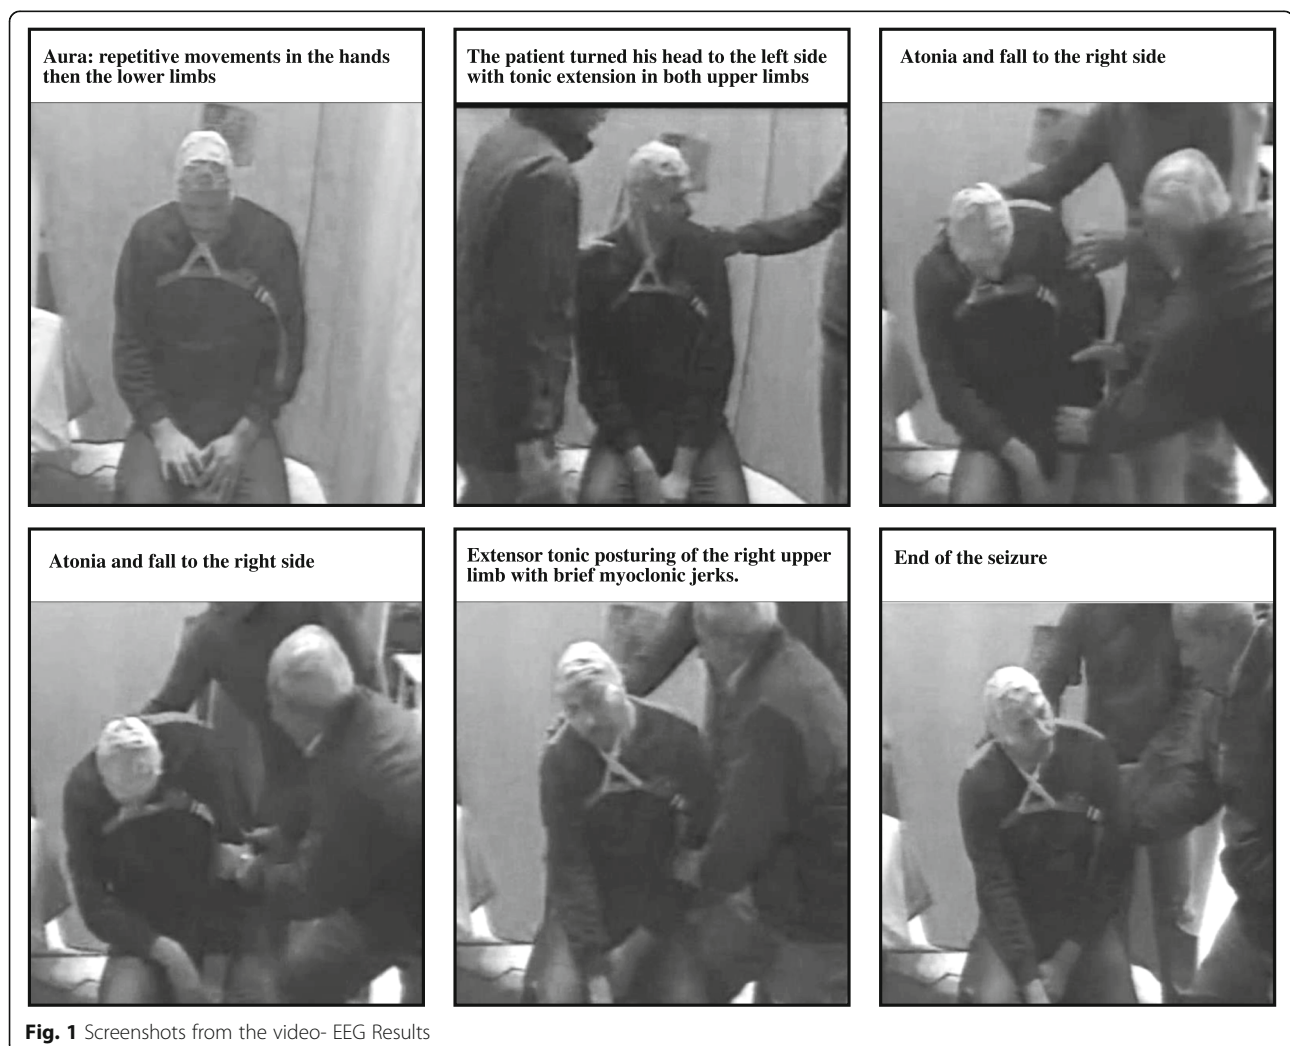 Aura: repetitive movements in the hands
then the lower limbs
The patient turned his head to the left side
with tonic extension in both upper limbs
Atonia and fall to the right side
Atonia and fall to the right side
Extensor tonic posturing of the right upper
limb with brief myoclonic jerks.
End of the seizure
Fig. 1 Screenshots from the video- EEG Results